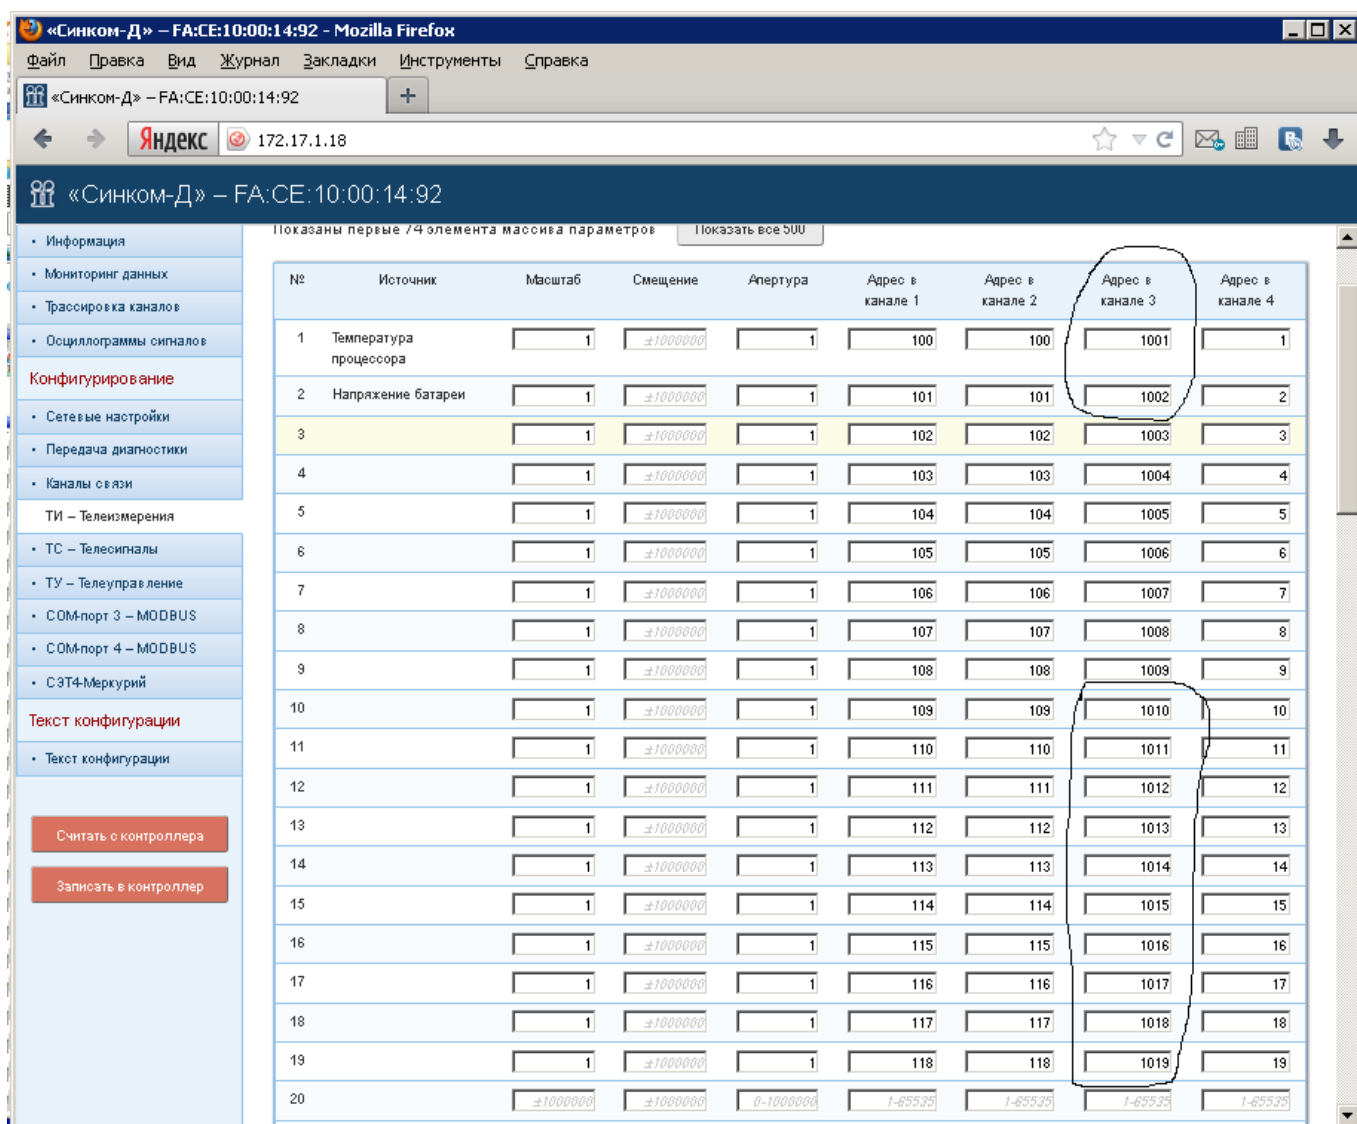 «Синком-Д» – FA:CE:10:00:14:92 - Mozilla Firefox
Файл Правка Вид Журнал Закладки Инструменты Справка
«Синком-Д» – FA:CE:10:00:14:92 +
Яндекс 172.17.1.18
«Синком-Д» – FA:CE:10:00:14:92
Показаны первые 74 элемента массива параметров Показать все 500
• Информация
• Мониторинг данных
• Трассировка каналов
• Осциллограммы сигналов
Конфигурирование
• Сетевые настройки
• Передача диагностики
• Каналы связи
ТИ – Телеизмерения
• ТС – Телесигналы
• ТУ – Телеуправление
• COM-порт 3 – MODBUS
• COM-порт 4 – MODBUS
• СЭТ4-Меркурий
Текст конфигурации
• Текст конфигурации
Считать с контроллера
Записать в контроллер
№ Источник Масштаб Смещение Апертура Адрес в канале 1 Адрес в канале 2 Адрес в канале 3 Адрес в канале 4
1 Температура процессора 1 ±1000000 1 100 100 1001 1
2 Напряжение батареи 1 ±1000000 1 101 101 1002 2
3 1 ±1000000 1 102 102 1003 3
4 1 ±1000000 1 103 103 1004 4
5 1 ±1000000 1 104 104 1005 5
6 1 ±1000000 1 105 105 1006 6
7 1 ±1000000 1 106 106 1007 7
8 1 ±1000000 1 107 107 1008 8
9 1 ±1000000 1 108 108 1009 9
10 1 ±1000000 1 109 109 1010 10
11 1 ±1000000 1 110 110 1011 11
12 1 ±1000000 1 111 111 1012 12
13 1 ±1000000 1 112 112 1013 13
14 1 ±1000000 1 113 113 1014 14
15 1 ±1000000 1 114 114 1015 15
16 1 ±1000000 1 115 115 1016 16
17 1 ±1000000 1 116 116 1017 17
18 1 ±1000000 1 117 117 1018 18
19 1 ±1000000 1 118 118 1019 19
20 ±1000000 ±1000000 0-1000000 1-65535 1-65535 1-65535 1-65535